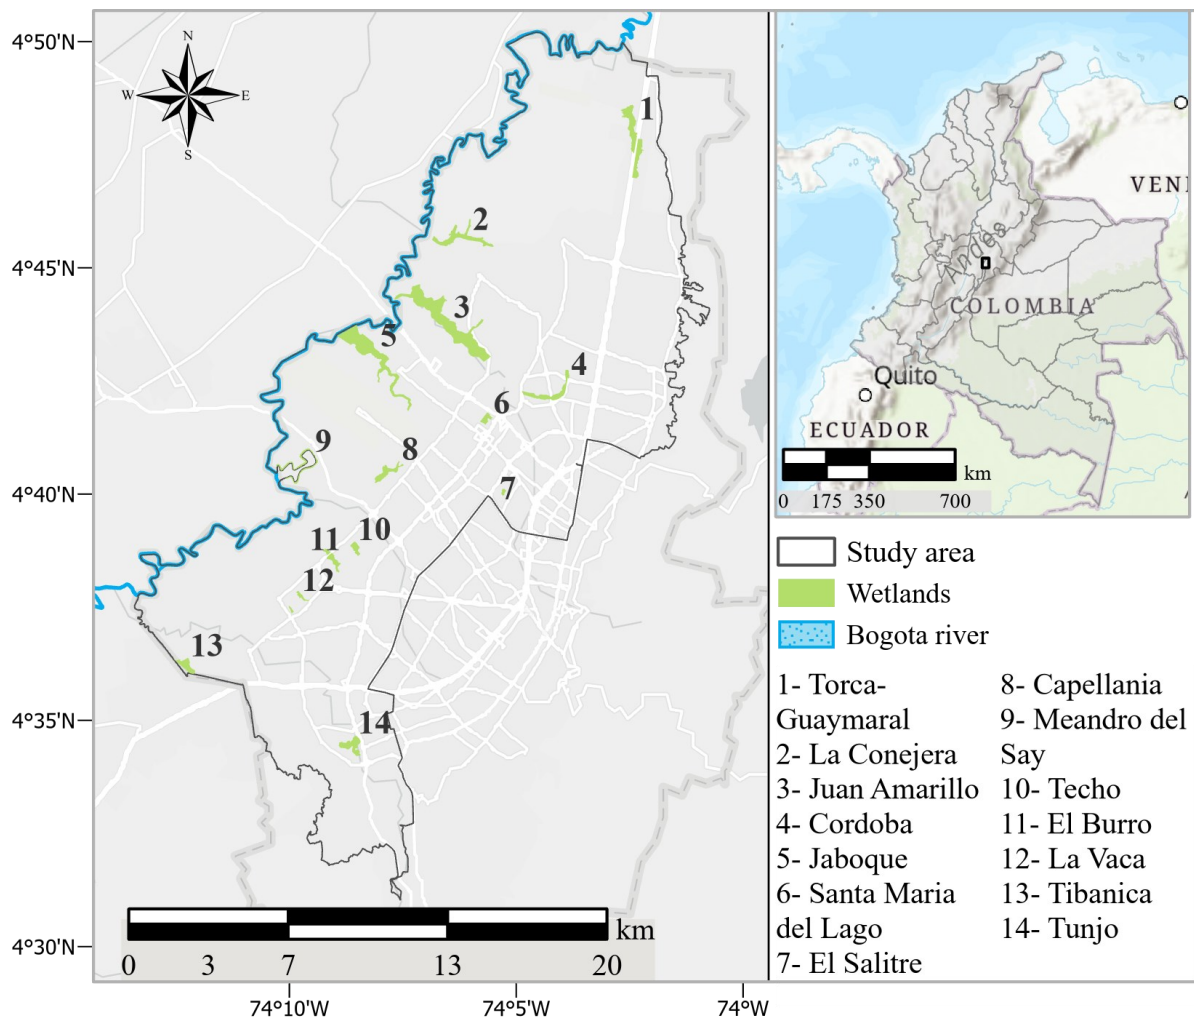 4°50'N
4°45'N
4°40'N
4°35'N
4°30'N
N
W
E
S
1
2
3
5
4
6
9
8
7
10
11
12
13
14
km
0 3 7 13 20
74°10'W
74°5'W
74°W
VEN
Andes
COLOMBIA
Quito
ECUADOR
km
0 175 350 700
Study area
Wetlands
Bogota river
1- Torca-
Guaymaral
2- La Conejera
3- Juan Amarillo
4- Cordoba
5- Jaboque
6- Santa Maria
del Lago
7- El Salitre
8- Capellania
9- Meandro del
Say
10- Techo
11- El Burro
12- La Vaca
13- Tibanica
14- Tunjo